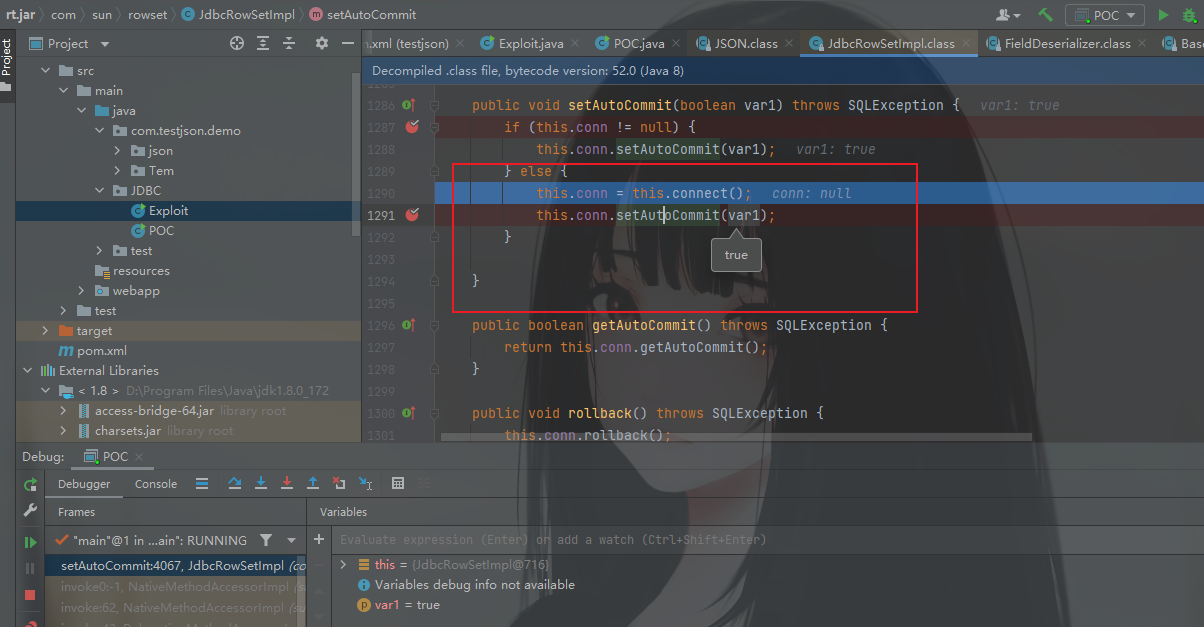 rt.jar com sun rowset JdbcRowSetImpl setAutoCommit POC
Project
Project
.xml (testjson) Exploit.java POC.java JSON.class JdbcRowSetImpl.class FieldDeserializer.class Bas
Decompiled .class file, bytecode version: 52.0 (Java 8)
src
main
java
com.testjson.demo
json
Tem
JDBC
Exploit
POC
test
resources
webapp
test
target
pom.xml
External Libraries
< 1.8 > D:\Program Files\Java\jdk1.8.0_172
access-bridge-64.jar library root
charsets.jar library root
1286 public void setAutoCommit(boolean var1) throws SQLException { var1: true
1287 if (this.conn != null) {
1288 this.conn.setAutoCommit(var1); var1: true
1289 } else {
1290 this.conn = this.connect(); conn: null
1291 this.conn.setAutoCommit(var1);
1292 }
true
1293
1294 }
1295
1296 public boolean getAutoCommit() throws SQLException {
1297 return this.conn.getAutoCommit();
1298 }
1299
1300 public void rollback() throws SQLException {
1301 this.conn.rollback();
Debug: POC
Debugger Console
Frames
"main"@1 in ...ain": RUNNING
setAutoCommit:4067, JdbcRowSetImpl (co
invoke0:-1, NativeMethodAccessorImpl (su
invoke:62, NativeMethodAccessorImpl (su
Variables
Evaluate expression (Enter) or add a watch (Ctrl+Shift+Enter)
this = {JdbcRowSetImpl@716}
Variables debug info not available
var1 = true